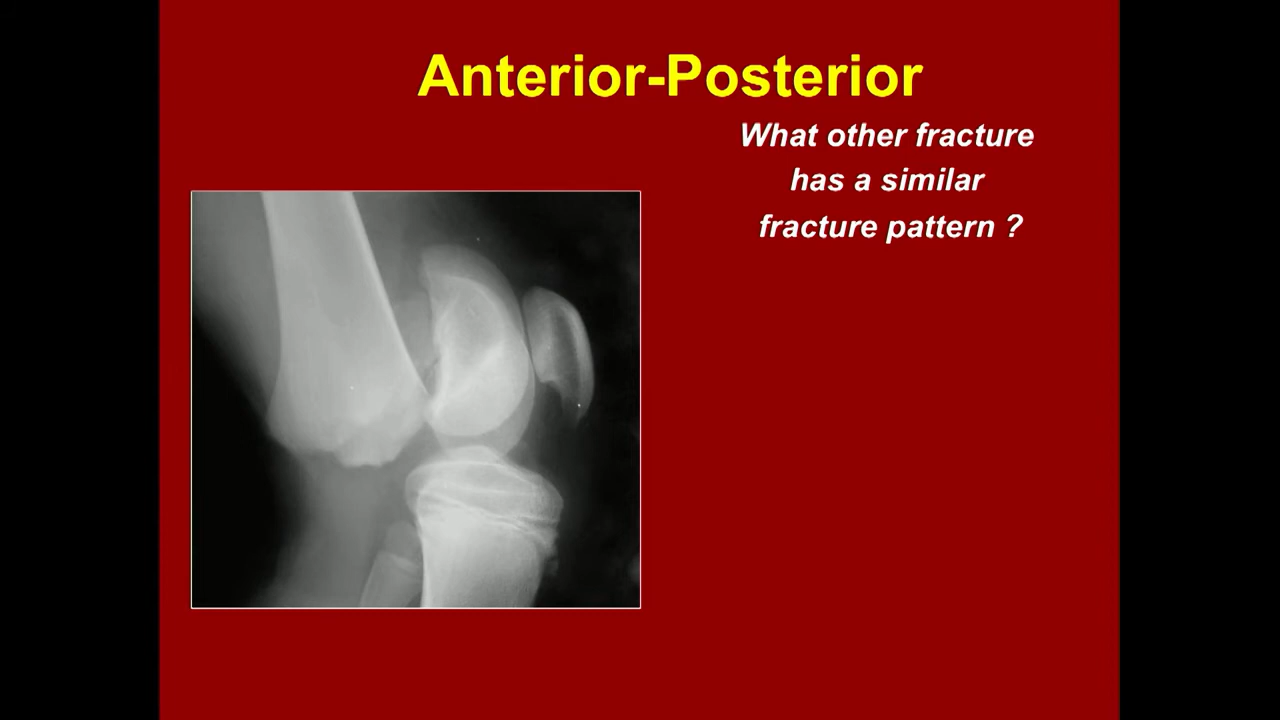 Anterior-Posterior
What other fracture
has a similar
fracture pattern ?